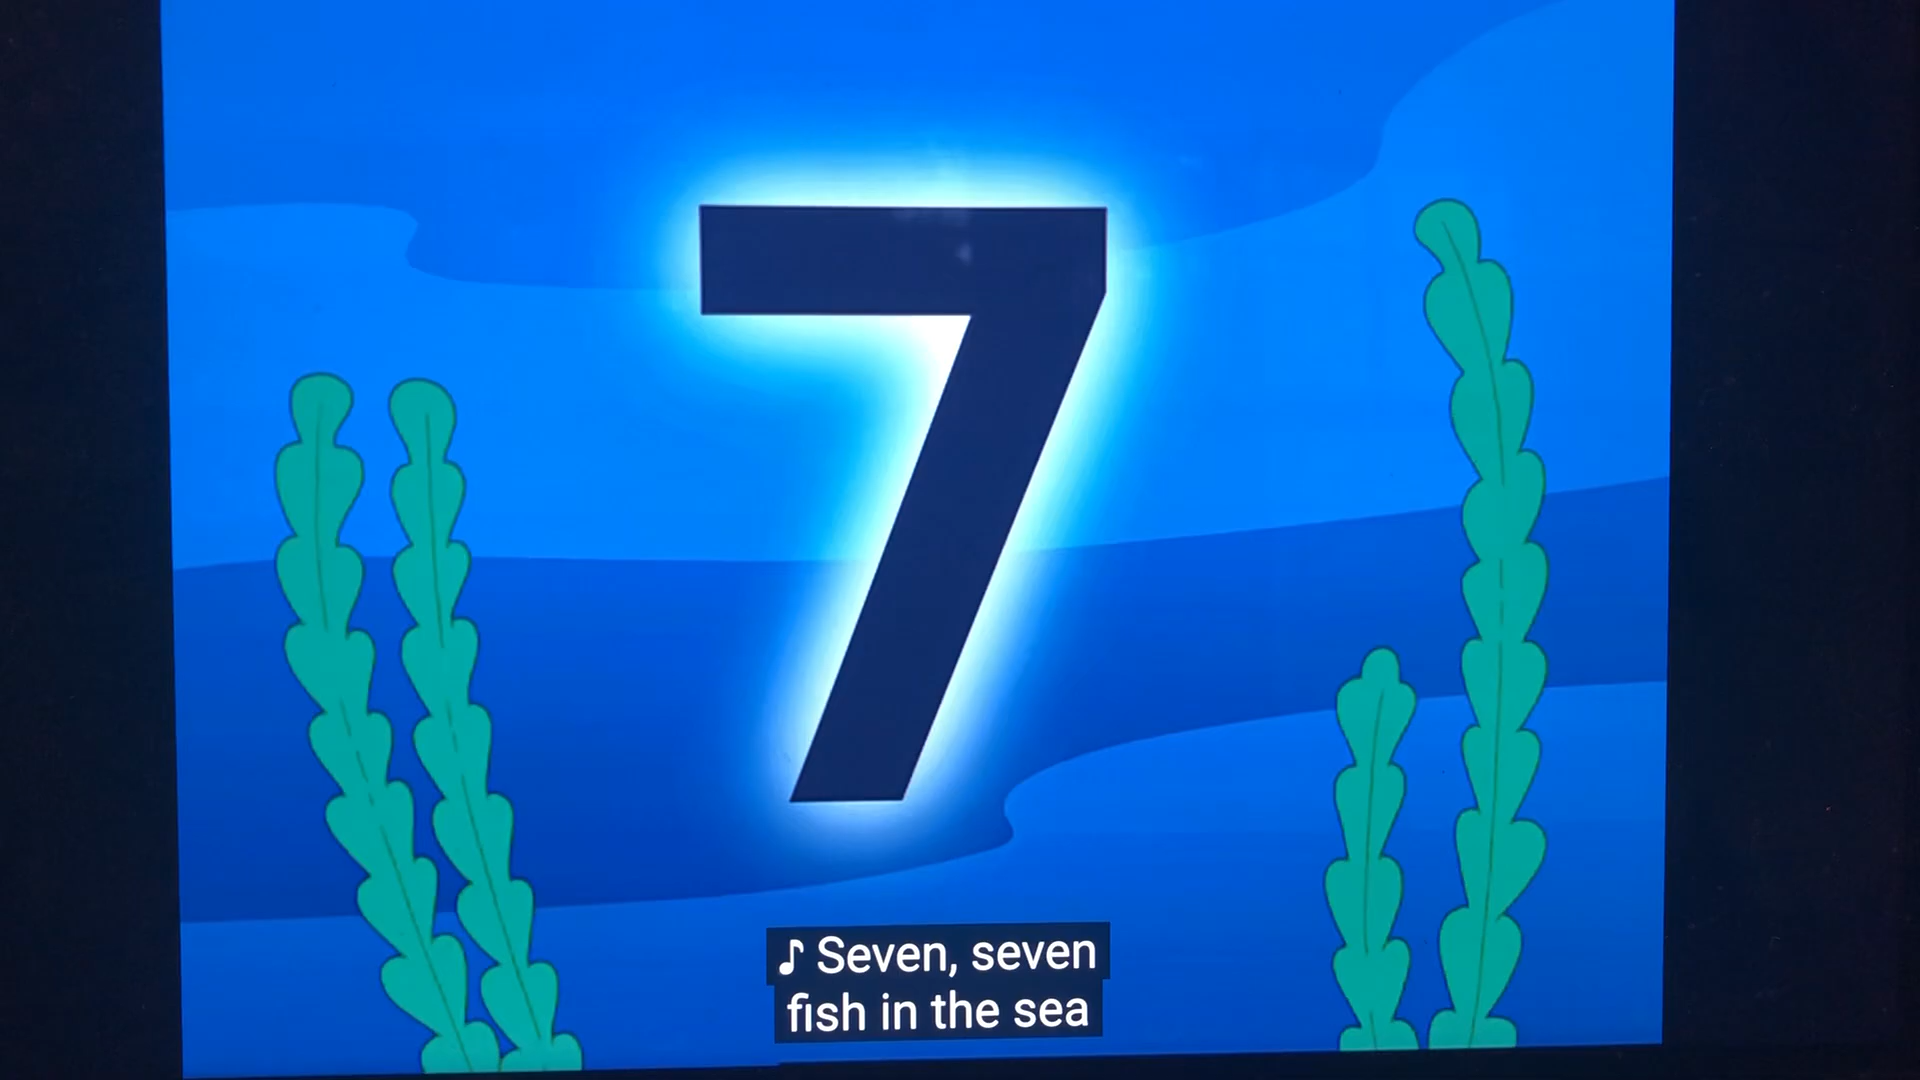 7
♪ Seven, seven
fish in the sea